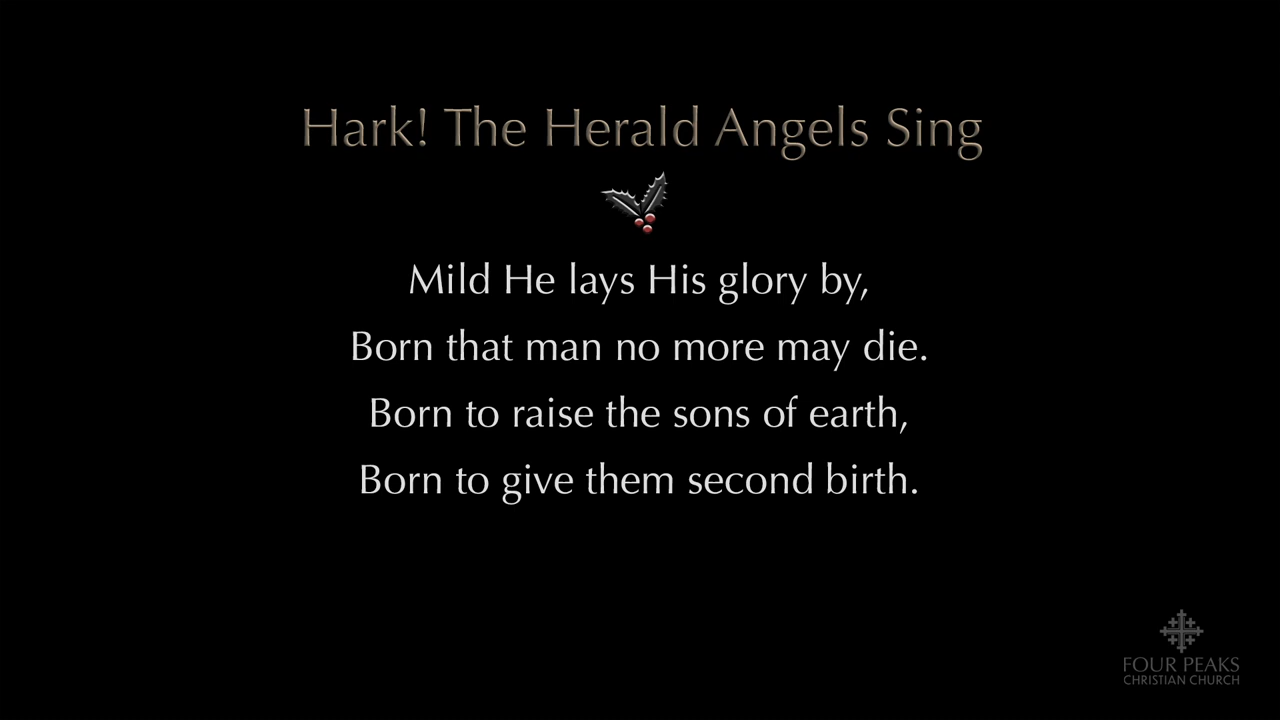 Hark! The Herald Angels Sing
Mild He lays His glory by,
Born that man no more may die.
Born to raise the sons of earth,
Born to give them second birth.
FOUR PEAKS
CHRISTIAN CHURCH